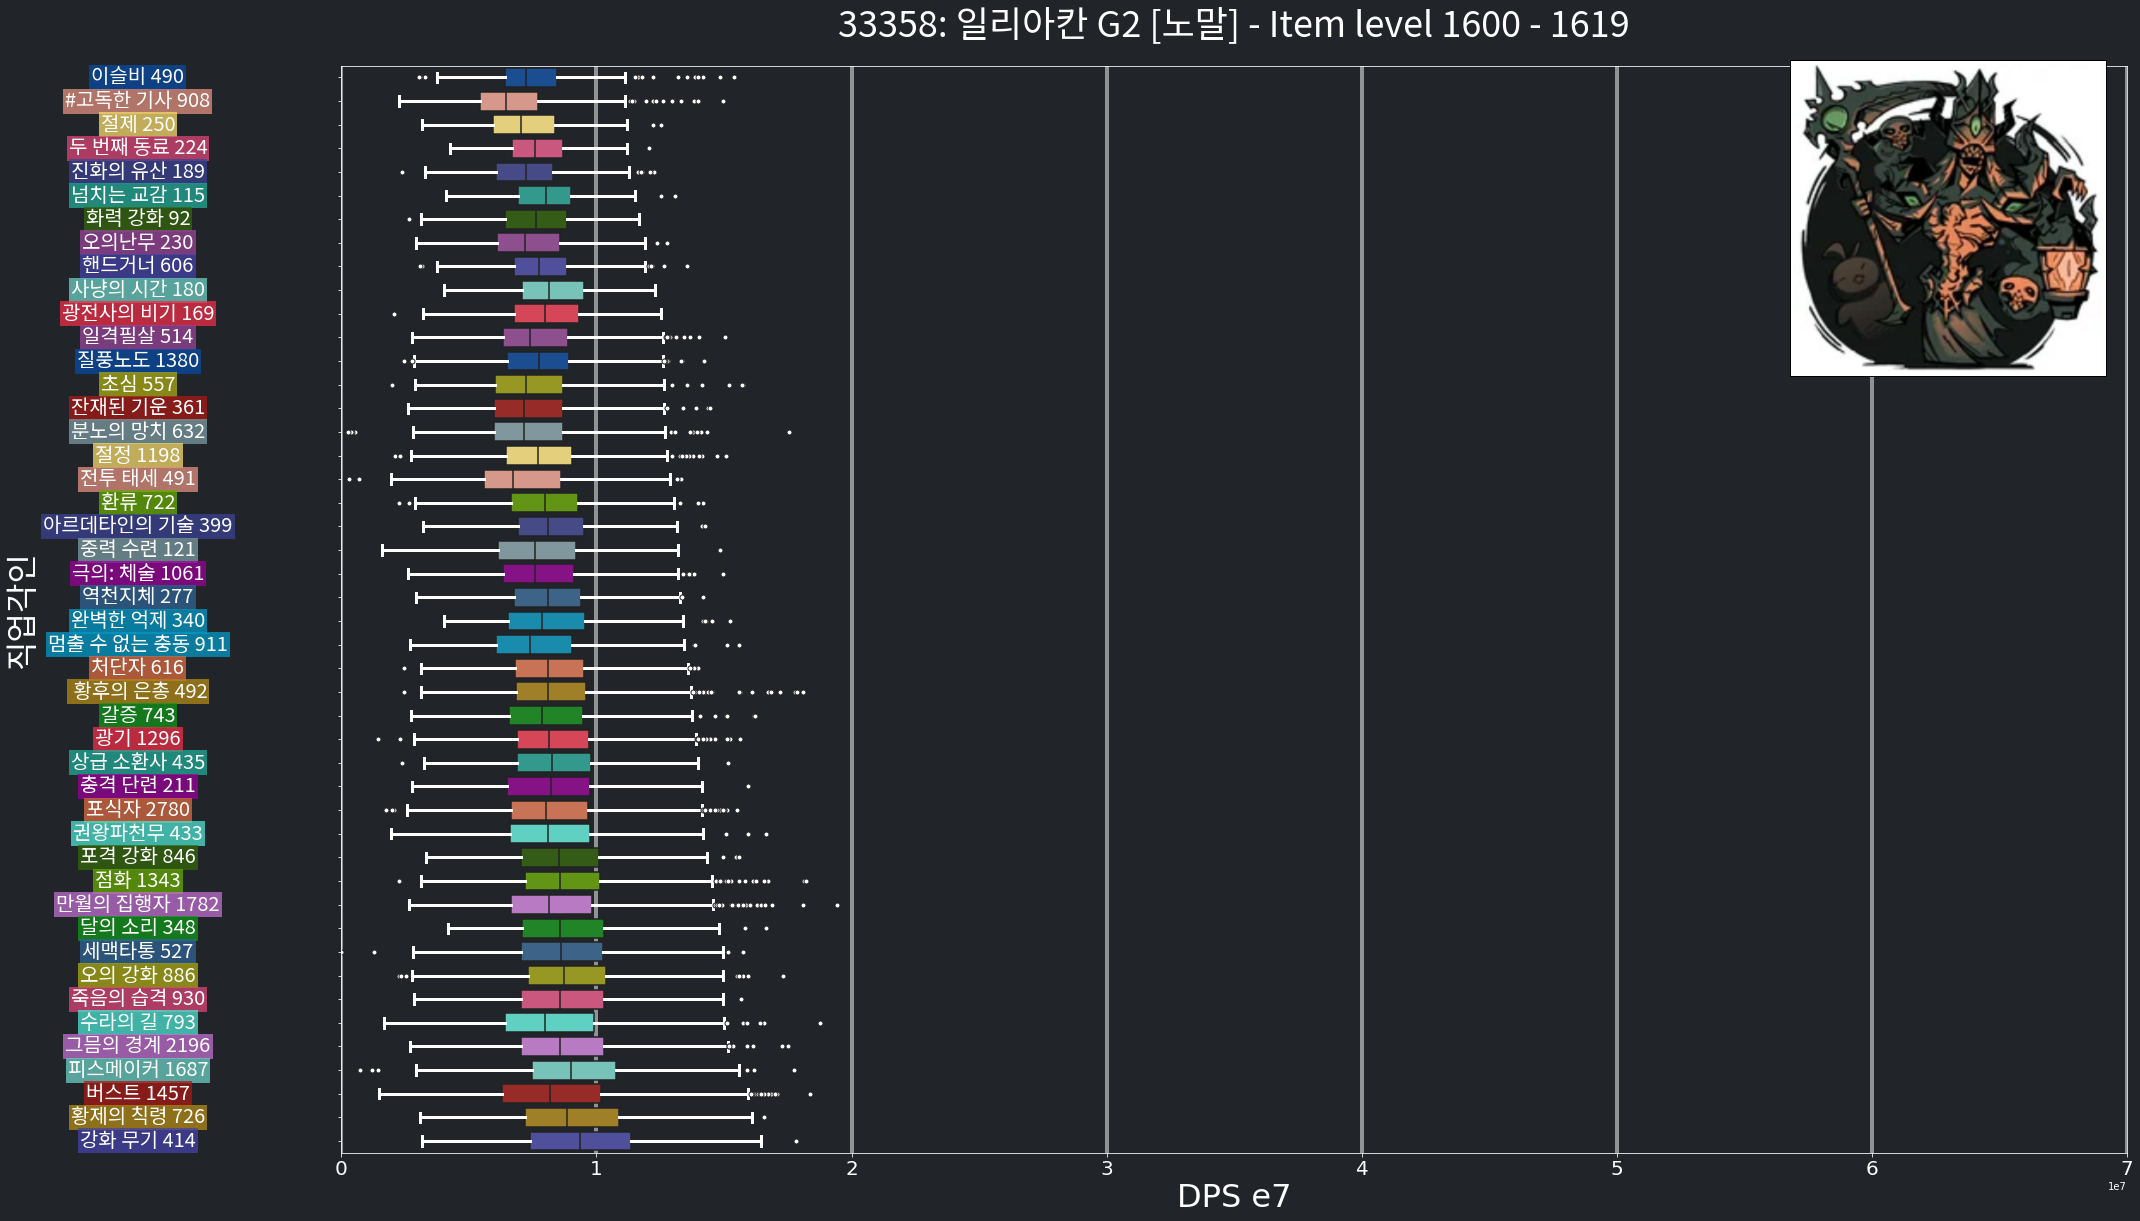 33358: 일리아칸 G2 [노말] - Item level 1600 - 1619
이슬비 490
#고독한 기사 908
절제 250
두 번째 동료 224
진화의 유산 189
넘치는 교감 115
화력 강화 92
오의난무 230
핸드거너 606
사냥의 시간 180
광전사의 비기 169
일격필살 514
질풍노도 1380
초심 557
잔재된 기운 361
분노의 망치 632
절정 1198
전투 태세 491
환류 722
아르데타인의 기술 399
중력 수련 121
극의: 체술 1061
역천지체 277
완벽한 억제 340
멈출 수 없는 충동 911
처단자 616
황후의 은총 492
갈증 743
광기 1296
상급 소환사 435
충격 단련 211
포식자 2780
권왕파천무 433
포격 강화 846
점화 1343
만월의 집행자 1782
달의 소리 348
세맥타통 527
오의 강화 886
죽음의 습격 930
수라의 길 793
그믐의 경계 2196
피스메이커 1687
버스트 1457
황제의 칙령 726
강화 무기 414
직업각인
0 1 2 3 4 5 6 7
1e7
DPS e7